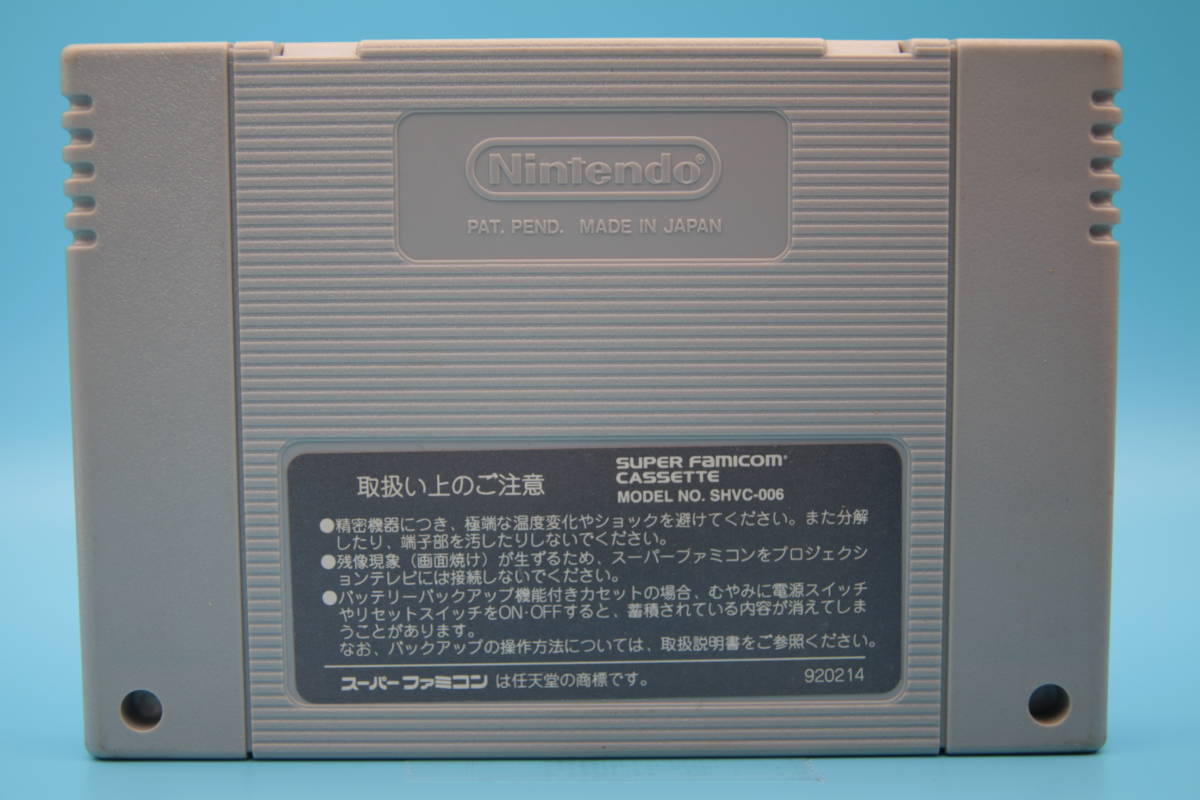 Nintendo®
PAT. PEND. MADE IN JAPAN
取扱い上のご注意
SUPER FAMICOM
CASSETTE
MODEL NO. SHVC-006
●精密機器につき、極端な温度変化やショックを避けてください。また分解
したり、端子部を汚したりしないでください。
●残像現象（画面焼け）が生ずるため、スーパーファミコンをプロジェクシ
ョンテレビには接続しないでください。
●バッテリーバックアップ機能付きカセットの場合、むやみに電源スイッチ
やリセットスイッチをON・OFFすると、蓄積されている内容が消えてしま
うことがあります。
なお、バックアップの操作方法については、取扱説明書をご参照ください。
スーパーファミコンは任天堂の商標です。 920214